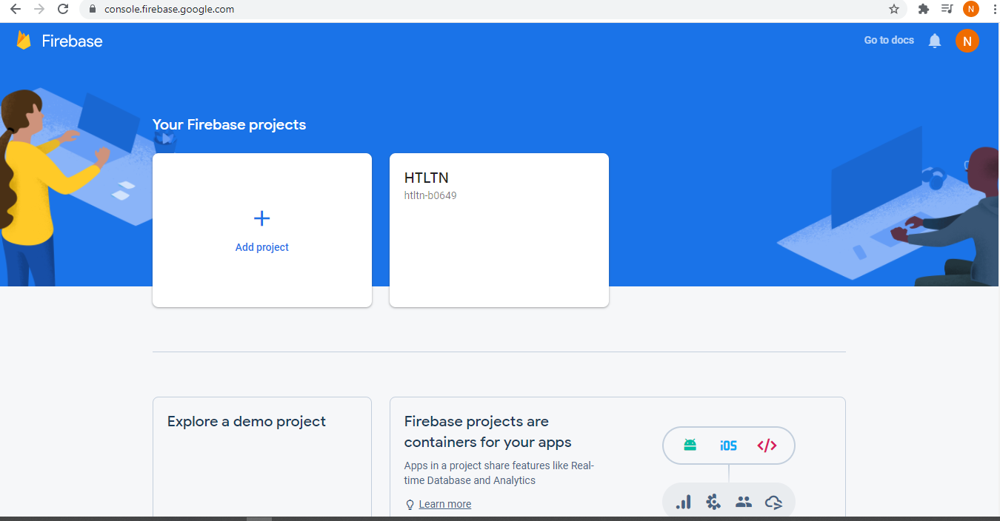 console.firebase.google.com
N
Firebase
Go to docs
N
Your Firebase projects
Add project
HTLTN
htltn-b0649
Explore a demo project
Firebase projects are
containers for your apps
Apps in a project share features like Real-
time Database and Analytics
Learn more
iOS